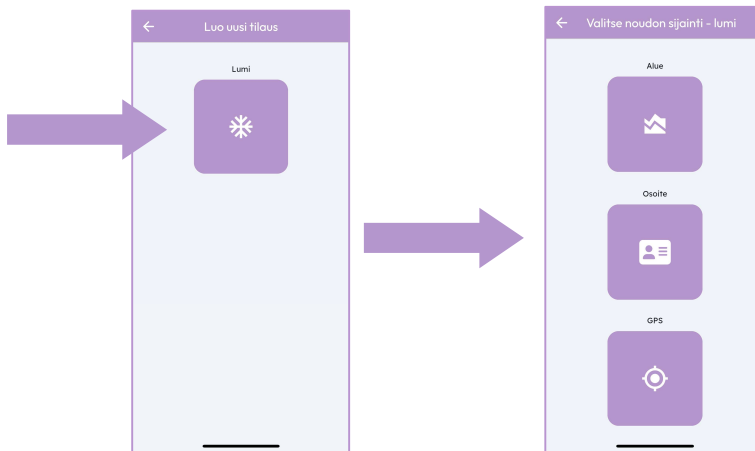 Luo uusi tilaus
Lumi
Valitse noudon sijainti - lumi
Alue
Osoite
GPS